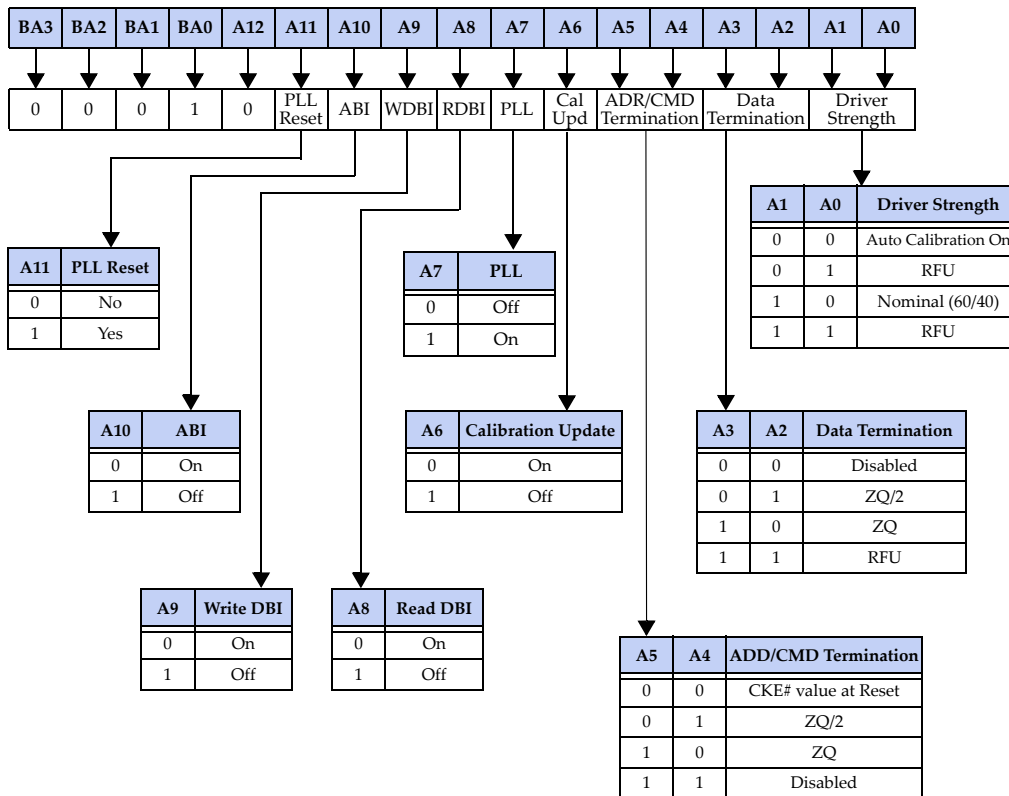 BA3 BA2 BA1 BA0 A12 A11 A10 A9 A8 A7 A6 A5 A4 A3 A2 A1 A0
0 0 0 1 0 PLL Reset ABI WDBI RDBI PLL Cal Upd ADR/CMD Termination Data Termination Driver Strength
A1 A0 Driver Strength
0 0 Auto Calibration On
0 1 RFU
1 0 Nominal (60/40)
1 1 RFU
A11 PLL Reset
0 No
1 Yes
A7 PLL
0 Off
1 On
A10 ABI
0 On
1 Off
A6 Calibration Update
0 On
1 Off
A3 A2 Data Termination
0 0 Disabled
0 1 ZQ/2
1 0 ZQ
1 1 RFU
A9 Write DBI
0 On
1 Off
A8 Read DBI
0 On
1 Off
A5 A4 ADD/CMD Termination
0 0 CKE# value at Reset
0 1 ZQ/2
1 0 ZQ
1 1 Disabled